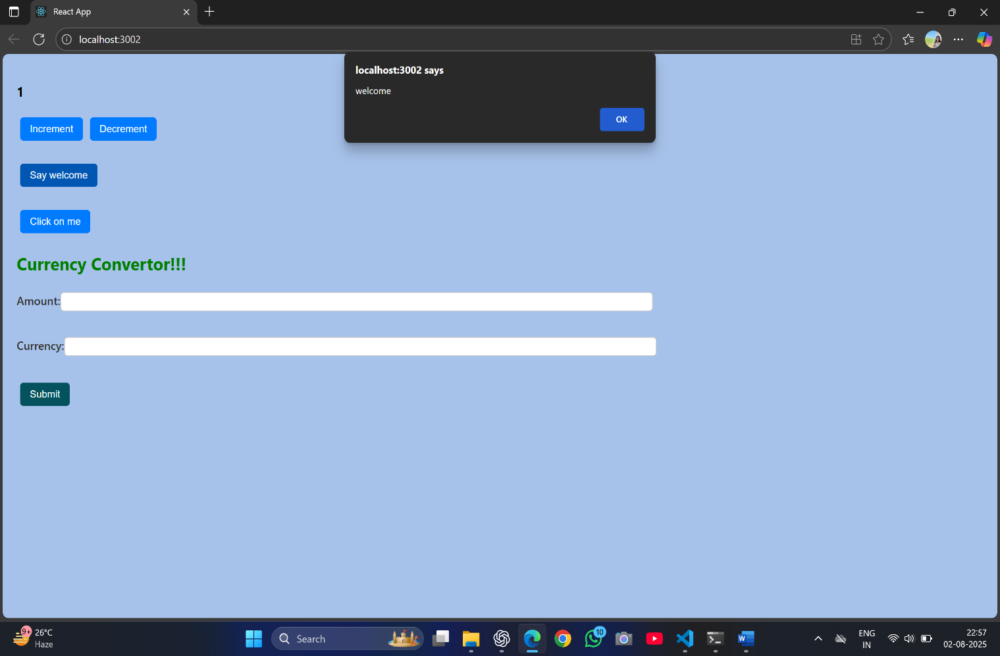 React App
localhost:3002
localhost:3002 says
welcome
OK
1
Increment Decrement
Say welcome
Click on me
Currency Convertor!!!
Amount:
Currency:
Submit
9+
26°C
Haze
Search
10
W
ENG
IN
22:57
02-08-2025